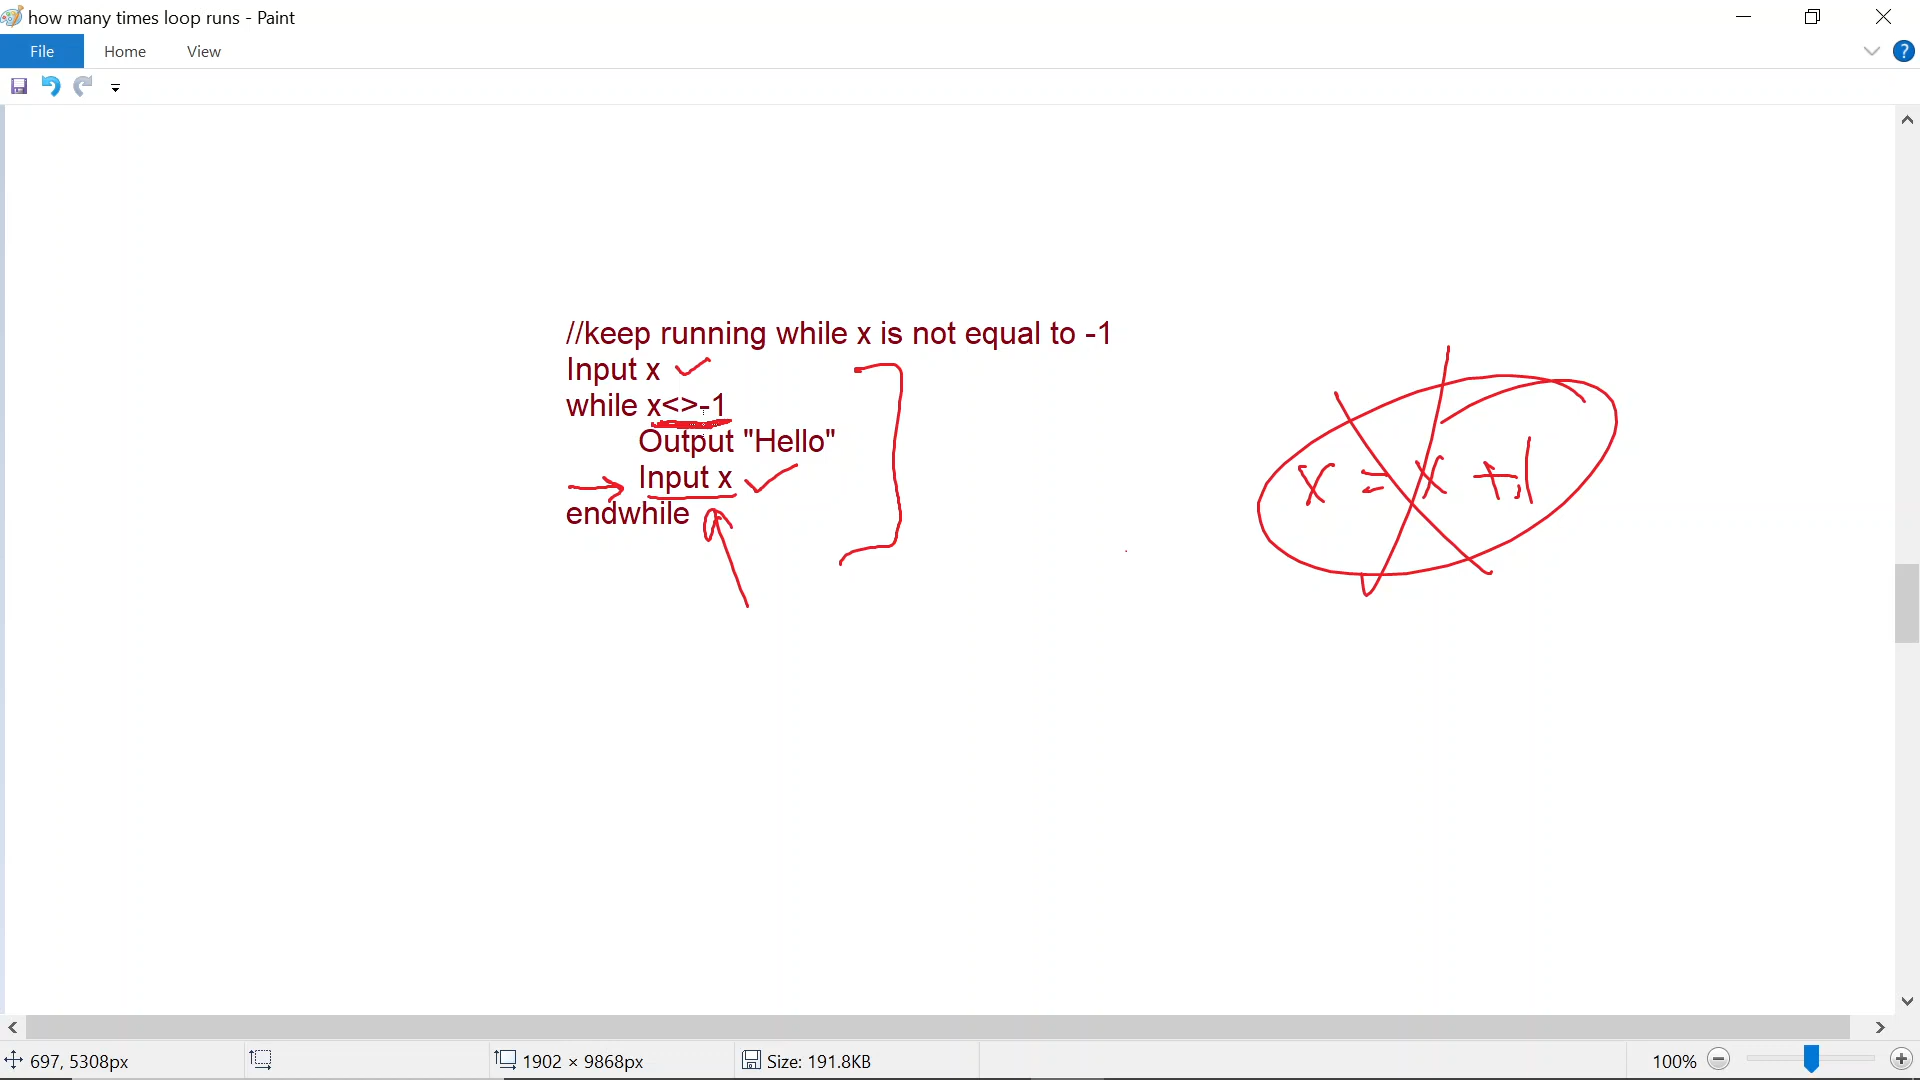 how many times loop runs - Paint
File Home View
//keep running while x is not equal to -1
Input x
while x<>-1
Output "Hello"
Input x
endwhile
x = x +1
697, 5308px 1902 × 9868px Size: 191.8KB 100%